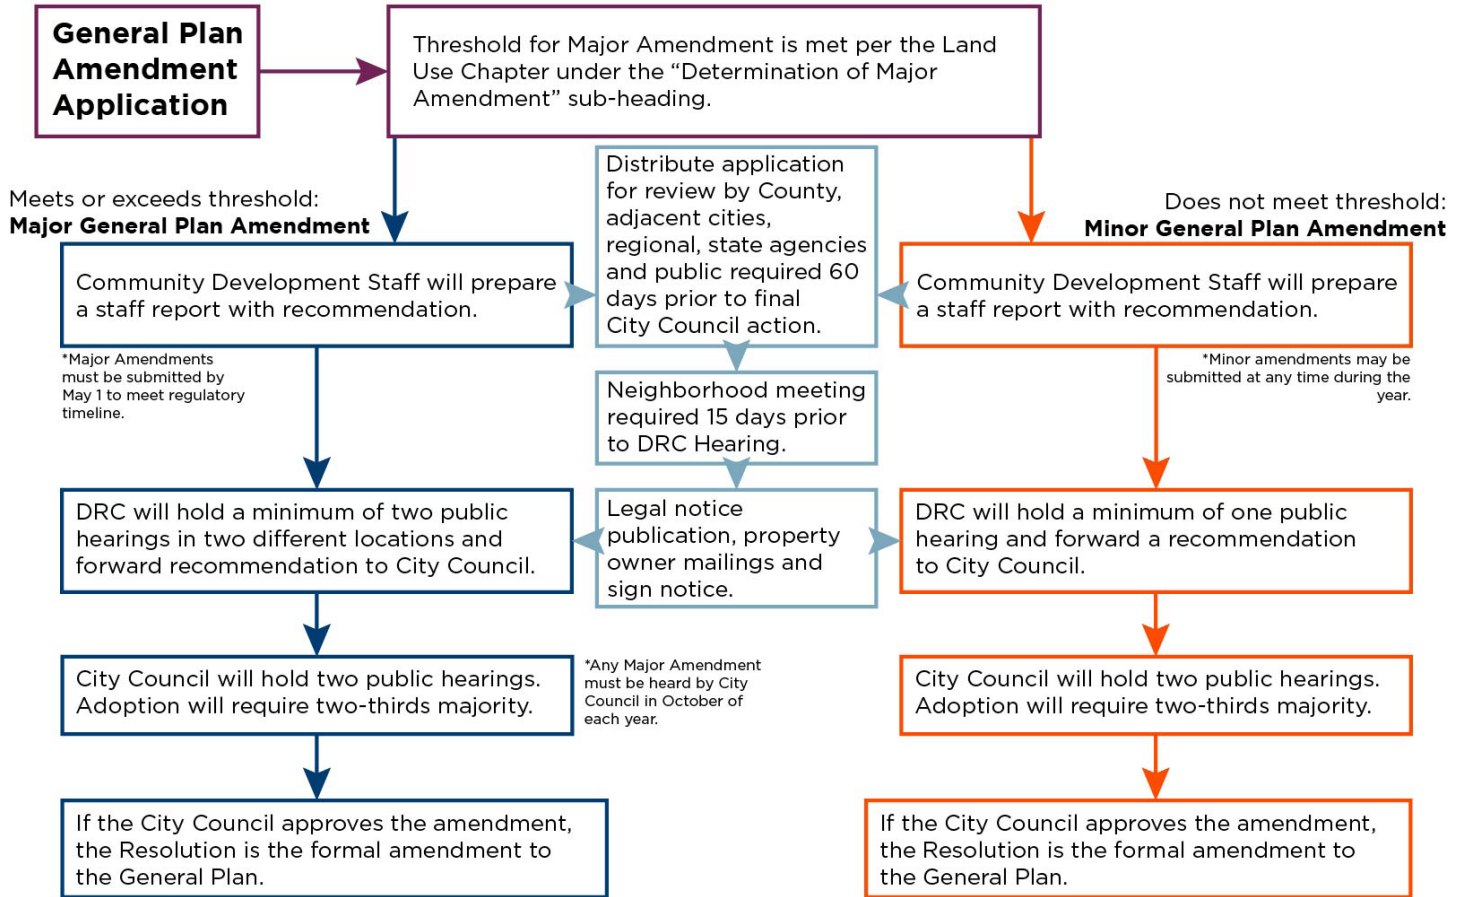 General Plan
Amendment
Application
Threshold for Major Amendment is met per the Land
Use Chapter under the “Determination of Major
Amendment” sub-heading.
Meets or exceeds threshold:
Major General Plan Amendment
Does not meet threshold:
Minor General Plan Amendment
Distribute application
for review by County,
adjacent cities,
regional, state agencies
and public required 60
days prior to final
City Council action.
Community Development Staff will prepare
a staff report with recommendation.
Community Development Staff will prepare
a staff report with recommendation.
*Major Amendments
must be submitted by
May 1 to meet regulatory
timeline.
*Minor amendments may be
submitted at any time during the
year.
Neighborhood meeting
required 15 days prior
to DRC Hearing.
DRC will hold a minimum of two public
hearings in two different locations and
forward recommendation to City Council.
Legal notice
publication, property
owner mailings and
sign notice.
DRC will hold a minimum of one public
hearing and forward a recommendation
to City Council.
City Council will hold two public hearings.
Adoption will require two-thirds majority.
*Any Major Amendment
must be heard by City
Council in October of
each year.
City Council will hold two public hearings.
Adoption will require two-thirds majority.
If the City Council approves the amendment,
the Resolution is the formal amendment to
the General Plan.
If the City Council approves the amendment,
the Resolution is the formal amendment to
the General Plan.